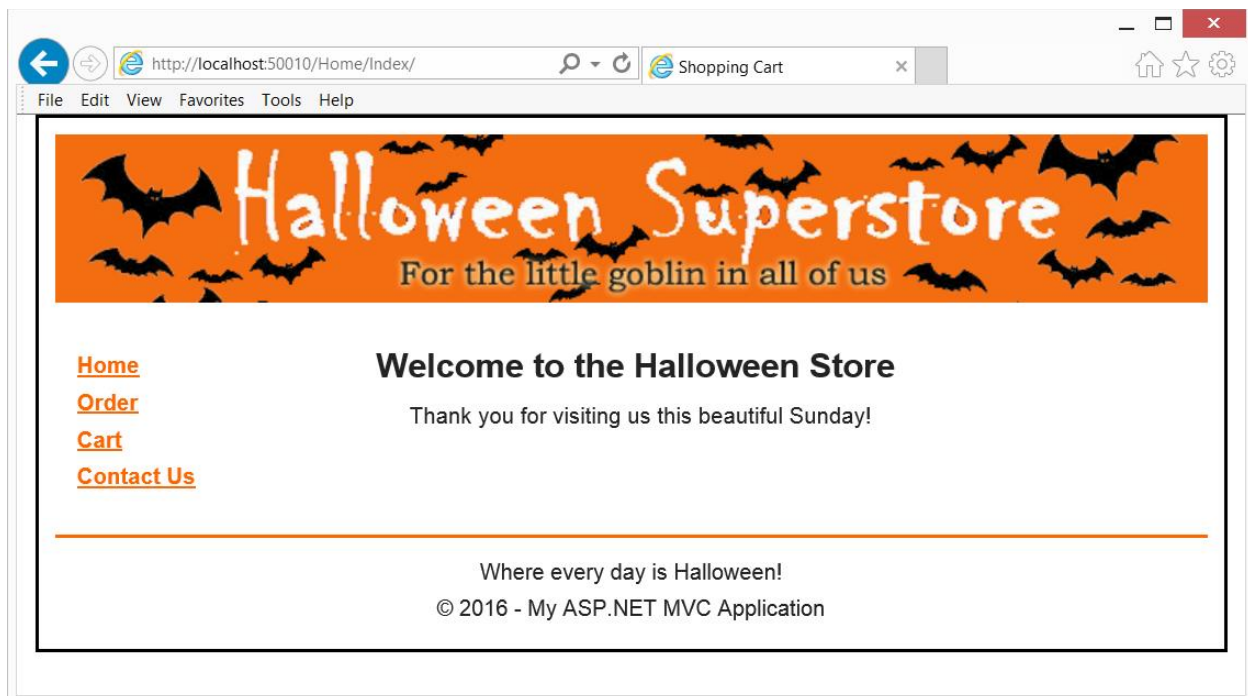 http://localhost:50010/Home/Index/
Shopping Cart
File Edit View Favorites Tools Help
Halloween Superstore
For the little goblin in all of us
Home
Order
Cart
Contact Us
Welcome to the Halloween Store
Thank you for visiting us this beautiful Sunday!
Where every day is Halloween!
© 2016 - My ASP.NET MVC Application